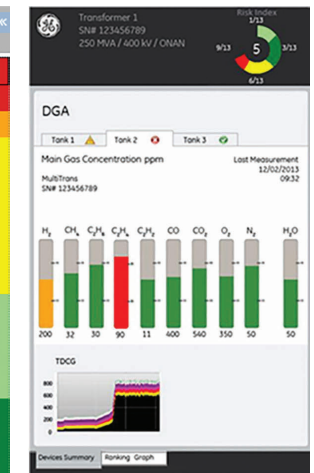 «
Transformer 1
SN# 123456789
250 MVA / 400 kV / ONAN
Risk Index
1/13
9/13
5
3/13
6/13
DGA
Tank 1
Tank 2
Tank 3
Main Gas Concentration ppm
Last Measurement
12/02/2013
09:32
MultiTrans
SN# 123456789
H₂ CH₄ C₂H₆ C₂H₄ C₂H₂ CO CO₂ O₂ N₂ H₂O
200 32 30 90 11 400 540 350 50 50
TDCG
800
600
400
200
0
Devices Summary
Ranking Graph